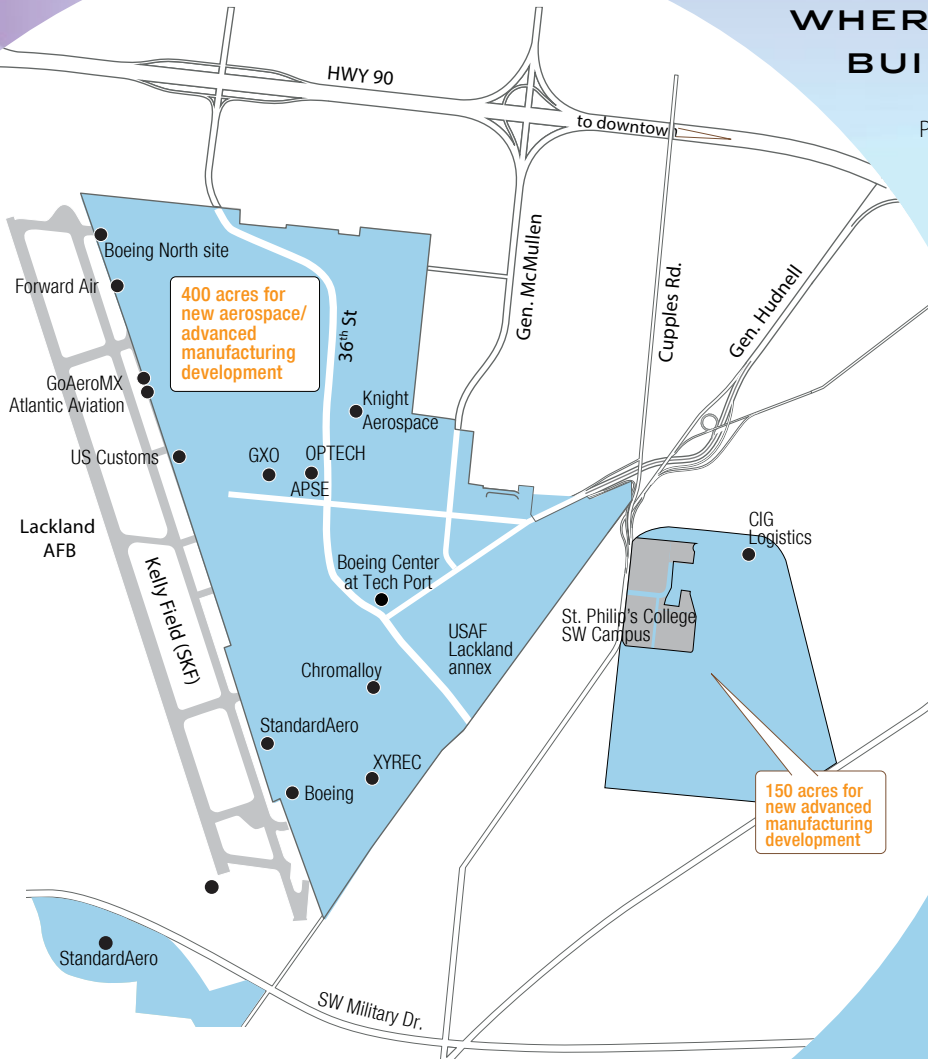 WHER
BUI
P
HWY 90
to downtown
Boeing North site
Forward Air
400 acres for
new aerospace/
advanced
manufacturing
development
36th St
Gen. McMullen
Cupples Rd.
Gen. Hudnell
GoAeroMX
Atlantic Aviation
Knight
Aerospace
US Customs
GXO
OPTECH
APSE
Lackland
AFB
Kelly Field (SKF)
CIG
Logistics
Boeing Center
at Tech Port
St. Philip's College
SW Campus
USAF
Lackland
annex
Chromalloy
StandardAero
XYREC
Boeing
150 acres for
new advanced
manufacturing
development
StandardAero
SW Military Dr.